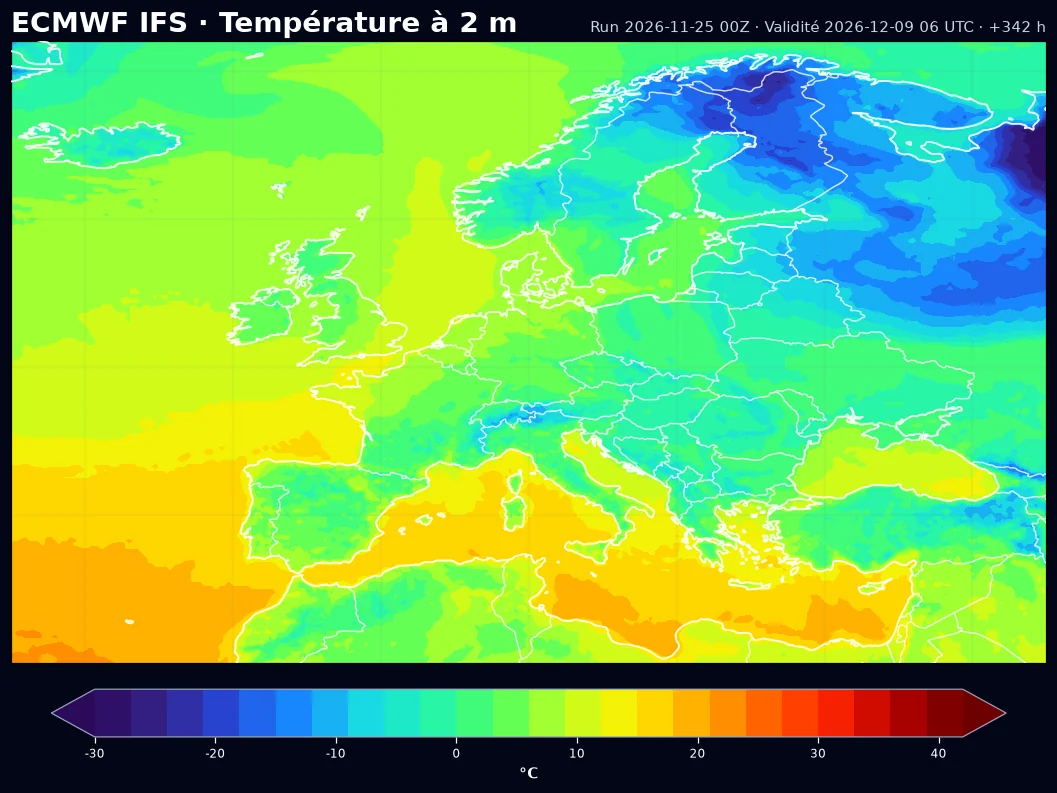 ECMWF IFS · Température à 2 m
Run 2026-11-25 00Z · Validité 2026-12-09 06 UTC · +342 h
-30 -20 -10 0 10 20 30 40
°C